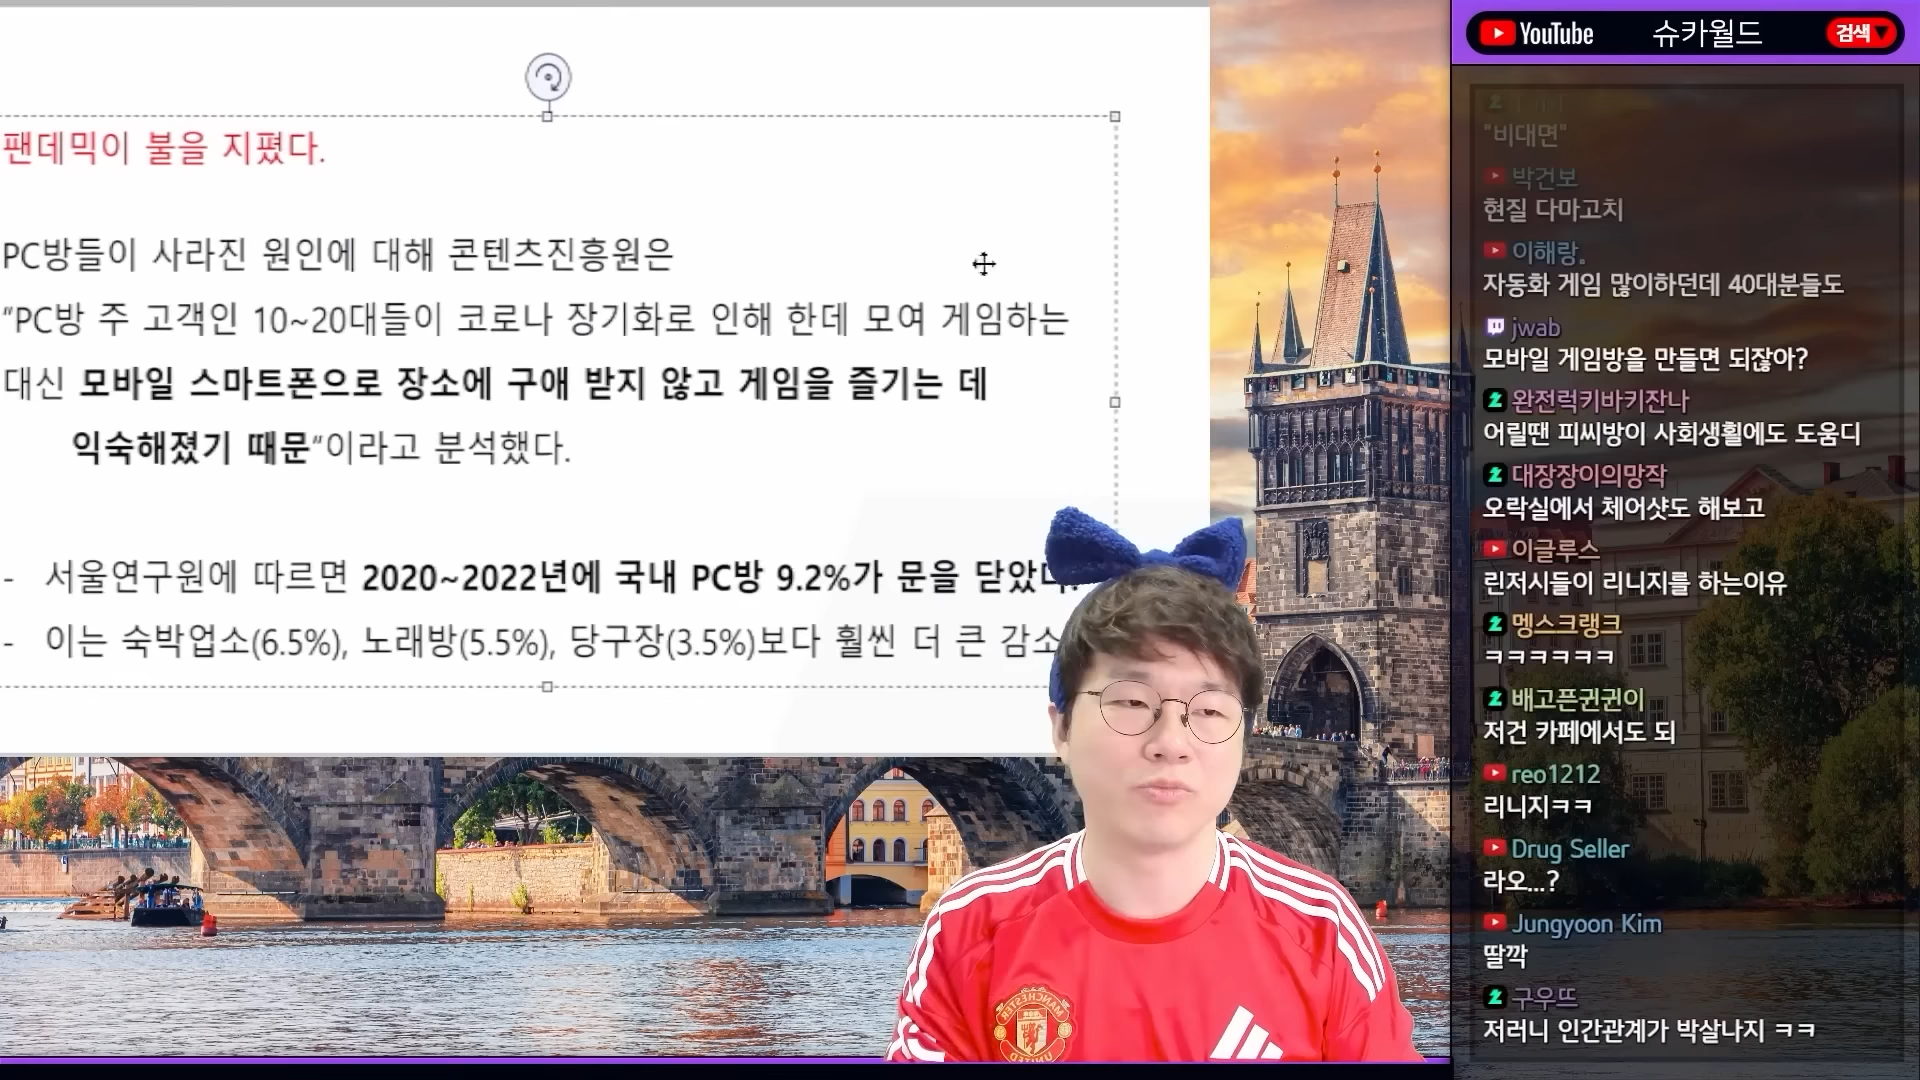 팬데믹이 불을 지폈다.
PC방들이 사라진 원인에 대해 콘텐츠진흥원은
"PC방 주 고객인 10~20대들이 코로나 장기화로 인해 한데 모여 게임하는
대신 모바일 스마트폰으로 장소에 구애 받지 않고 게임을 즐기는 데
익숙해졌기 때문"이라고 분석했다.
- 서울연구원에 따르면 2020~2022년에 국내 PC방 9.2%가 문을
- 이는 숙박업소(6.5%), 노래방(5.5%), 당구장(3.5%)보다 훨씬 더 큰 감소
MANCHESTER
UNITED
YouTube 슈카월드 검색▼
"비대면"
박건보
현질 다마고치
이해랑.
자동화 게임 많이하던데 40대분들도
jwab
모바일 게임방을 만들면 되잖아?
완전럭키바키잔나
어릴땐 피씨방이 사회생휠에도 도움디
대장장이의망작
오락실에서 체어샷도 해보고
이글루스
린저시들이 리니지를 하는이유
멩스크랭크
ㅋㅋㅋㅋㅋㅋ
배고픈귄귄이
저건 카페에서도 되
reo1212
리니지ㅋㅋ
Drug Seller
라오...?
Jungyoon Kim
딸깍
구우뜨
저러니 인간관계가 박살나지 ㅋㅋ